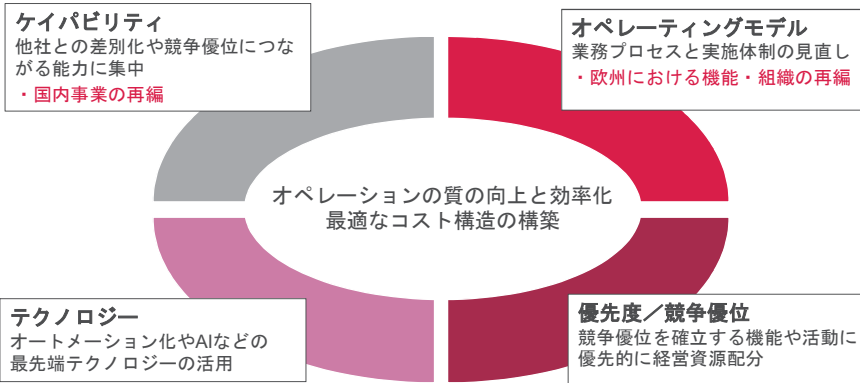 ケイパビリティ
他社との差別化や競争優位につな
がる能力に集中
・国内事業の再編
オペレーティングモデル
業務プロセスと実施体制の見直し
・欧州における機能・組織の再編
オペレーションの質の向上と効率化
最適なコスト構造の構築
テクノロジー
オートメーション化やAIなどの
最先端テクノロジーの活用
優先度／競争優位
競争優位を確立する機能や活動に
優先的に経営資源配分